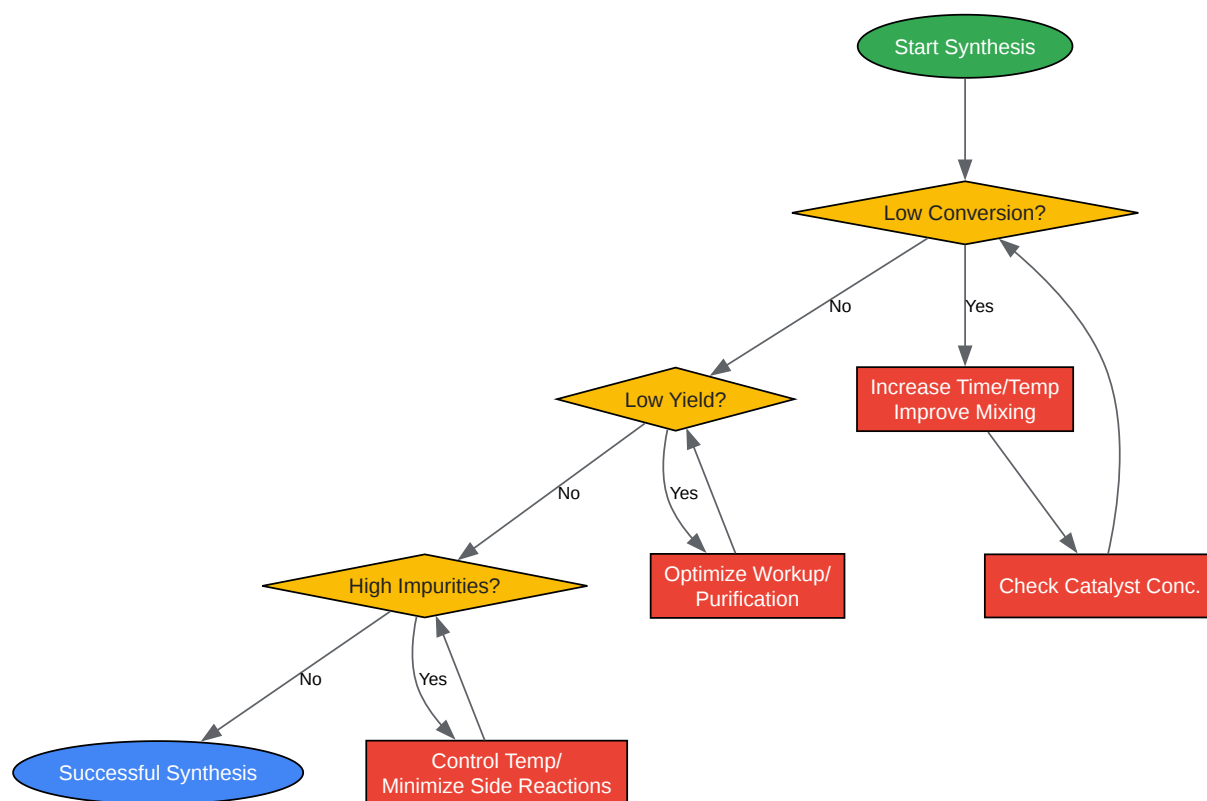 Start Synthesis
Low Conversion?
No
Yes
Low Yield?
Increase Time/Temp
Improve Mixing
No
Yes
High Impurities?
Optimize Workup/
Purification
Check Catalyst Conc.
No
Yes
Successful Synthesis
Control Temp/
Minimize Side Reactions